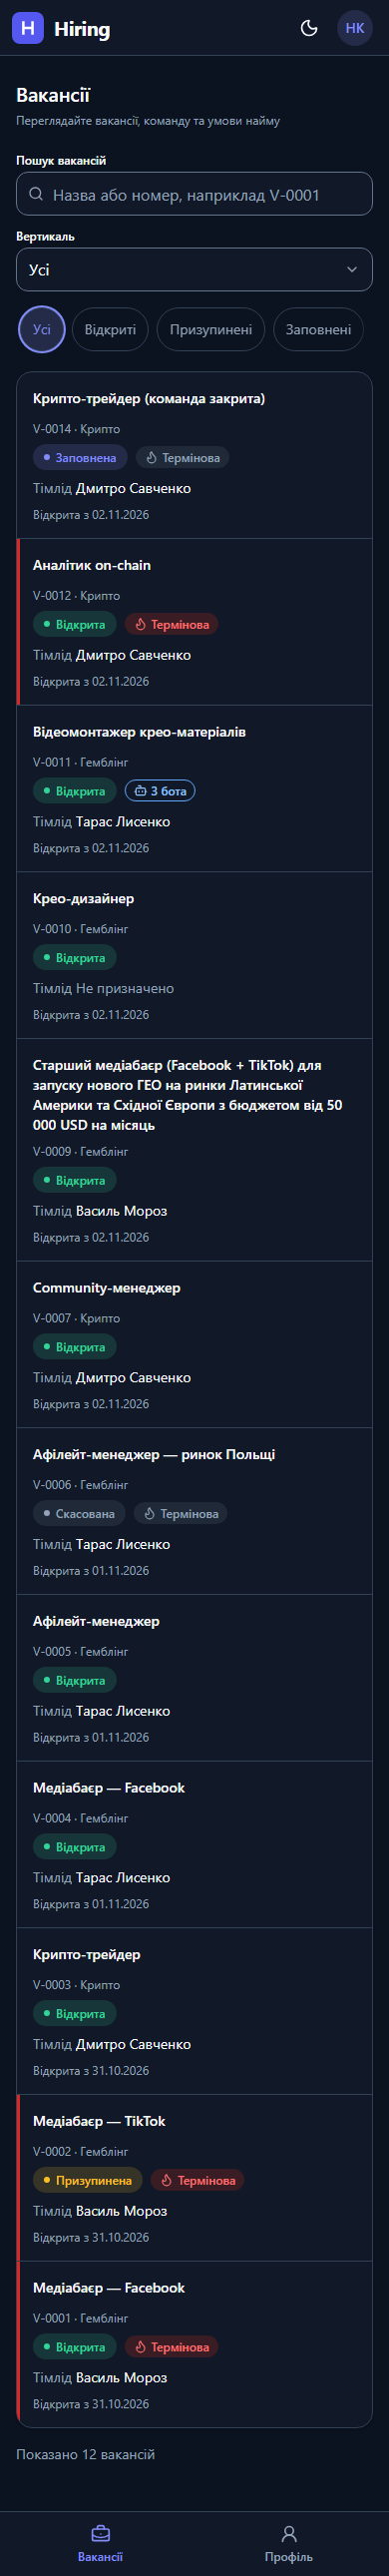 H Hiring
НК
Вакансії
Переглядайте вакансії, команду та умови найму
Пошук вакансій
Назва або номер, наприклад V-0001
Вертикаль
Усі
Усі Відкриті Призупинені Заповнені
Крипто-трейдер (команда закрита)
V-0014 · Крипто
Заповнена Термінова
Тімлід Дмитро Савченко
Відкрита з 02.11.2026
Аналітик on-chain
V-0012 · Крипто
Відкрита Термінова
Тімлід Дмитро Савченко
Відкрита з 02.11.2026
Відеомонтажер крео-матеріалів
V-0011 · Гемблінг
Відкрита З бота
Тімлід Тарас Лисенко
Відкрита з 02.11.2026
Крео-дизайнер
V-0010 · Гемблінг
Відкрита
Тімлід Не призначено
Відкрита з 02.11.2026
Старший медіабаєр (Facebook + TikTok) для
запуску нового ГЕО на ринки Латинської
Америки та Східної Європи з бюджетом від 50
000 USD на місяць
V-0009 · Гемблінг
Відкрита
Тімлід Василь Мороз
Відкрита з 02.11.2026
Community-менеджер
V-0007 · Крипто
Відкрита
Тімлід Дмитро Савченко
Відкрита з 02.11.2026
Афілейт-менеджер — ринок Польщі
V-0006 · Гемблінг
Скасована Термінова
Тімлід Тарас Лисенко
Відкрита з 01.11.2026
Афілейт-менеджер
V-0005 · Гемблінг
Відкрита
Тімлід Тарас Лисенко
Відкрита з 01.11.2026
Медіабаєр — Facebook
V-0004 · Гемблінг
Відкрита
Тімлід Тарас Лисенко
Відкрита з 01.11.2026
Крипто-трейдер
V-0003 · Крипто
Відкрита
Тімлід Дмитро Савченко
Відкрита з 31.10.2026
Медіабаєр — TikTok
V-0002 · Гемблінг
Призупинена Термінова
Тімлід Василь Мороз
Відкрита з 31.10.2026
Медіабаєр — Facebook
V-0001 · Гемблінг
Відкрита Термінова
Тімлід Василь Мороз
Відкрита з 31.10.2026
Показано 12 вакансій
Вакансії Профіль